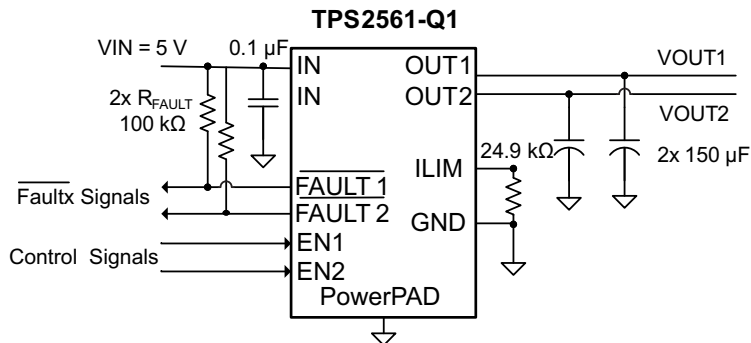 TPS2561-Q1
VIN = 5 V
0.1 µF
IN
OUT1
VOUT1
IN
OUT2
VOUT2
2x RFAULT
100 kΩ
24.9 kΩ
2x 150 µF
ILIM
Faultx Signals
FAULT 1
FAULT 2
GND
Control Signals
EN1
EN2
PowerPAD